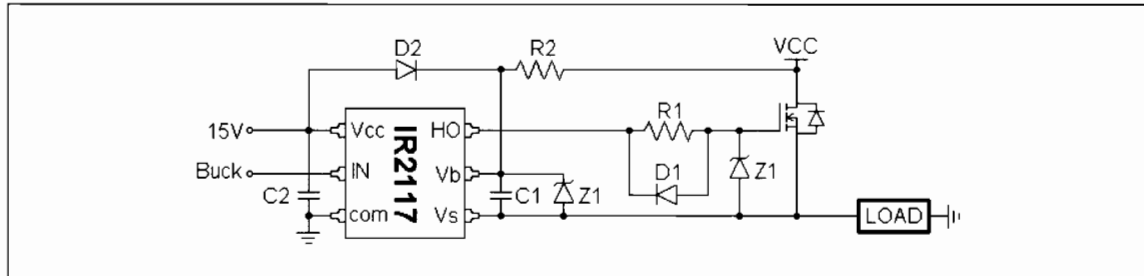 D2
R2
VCC
R1
15V
Vcc
HO
IR2117
Buck
IN
Vb
D1
Z1
C2
C1
Z1
com
Vs
LOAD